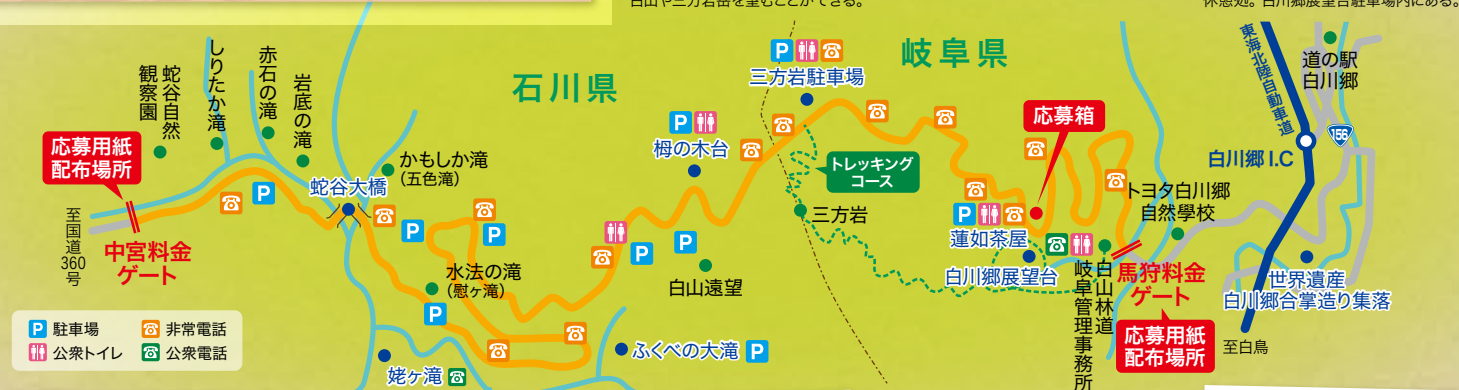 白山や三方岩岳を望むことができる。
休憩処。白川郷展望台駐車場内にある。
石川県
岐阜県
蛇谷自然
観察園
しりたか滝
赤石の滝
岩底の滝
応募用紙
配布場所
至国道360号
中宮料金
ゲート
蛇谷大橋
かもしか滝
(五色滝)
水法の滝
(慰ヶ滝)
姥ヶ滝
ふくべの大滝
P
栂の木台
白山遠望
三方岩駐車場
トレッキング
コース
三方岩
応募箱
蓮如茶屋
白川郷展望台
白山林道
岐阜管理事務所
トヨタ白川郷
自然學校
馬狩料金
ゲート
応募用紙
配布場所
東海北陸自動車道
道の駅
白川郷
156
白川郷I.C
世界遺産
白川郷合掌造り集落
至白鳥
P 駐車場
非常電話
公衆トイレ
公衆電話